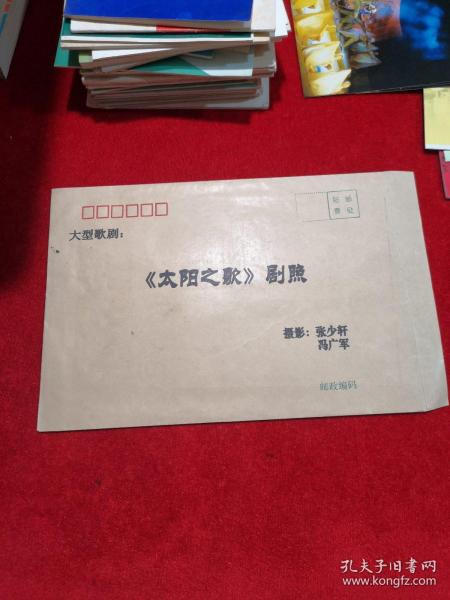 大型歌剧：
《太阳之歌》剧照
摄影：张少轩
冯广军
邮政编码
孔夫子旧书网
www.kongfz.com